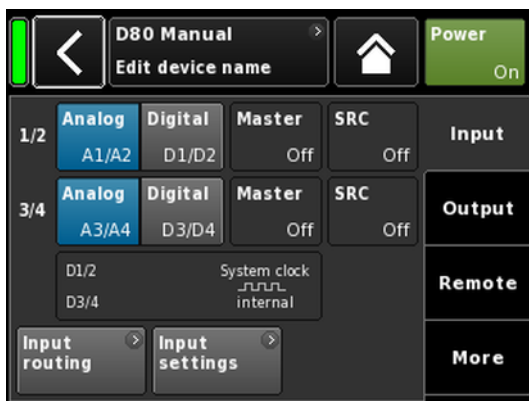 D80 Manual
Edit device name
Power
On
1/2
Analog
A1/A2
Digital
D1/D2
Master
Off
SRC
Off
Input
3/4
Analog
A3/A4
Digital
D3/D4
Master
Off
SRC
Off
Output
D1/2
D3/4
System clock
internal
Remote
Input
routing
Input
settings
More